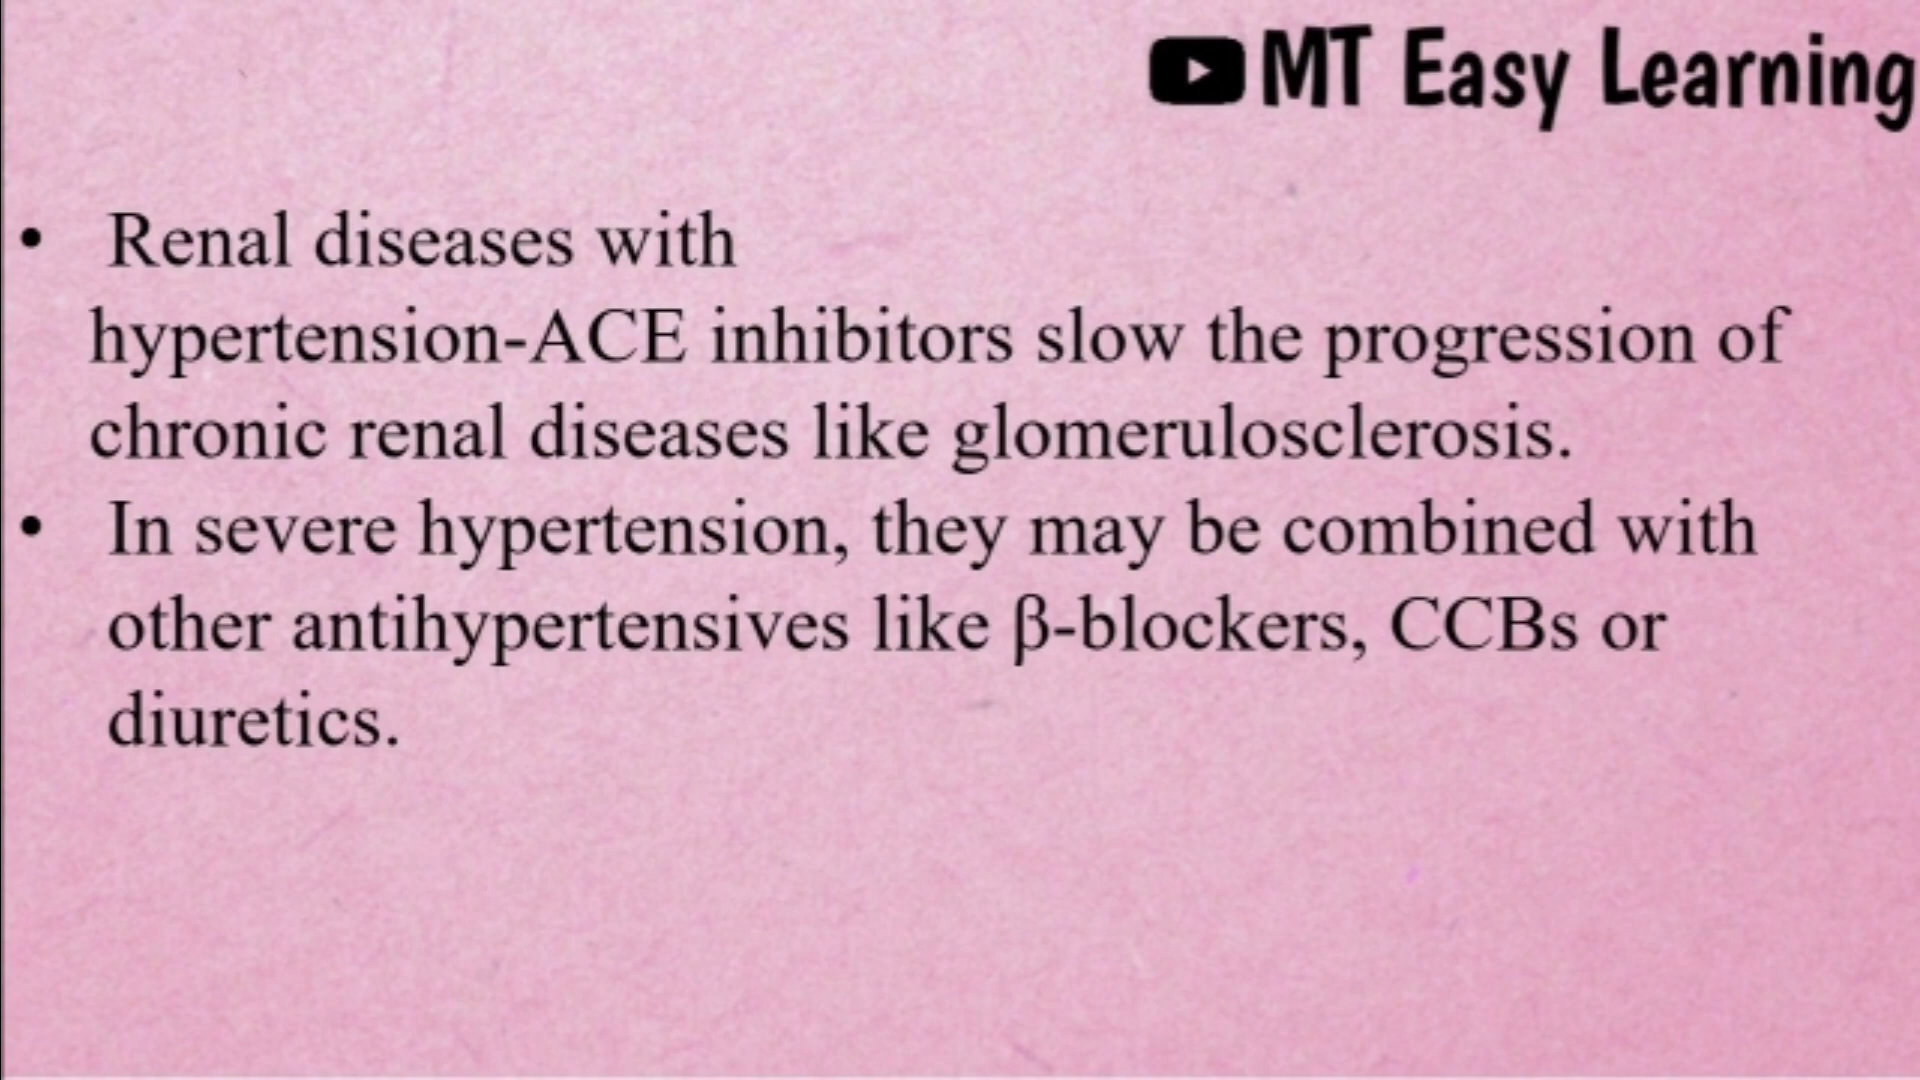 MT Easy Learning
• Renal diseases with
hypertension-ACE inhibitors slow the progression of
chronic renal diseases like glomerulosclerosis.
• In severe hypertension, they may be combined with
other antihypertensives like β-blockers, CCBs or
diuretics.